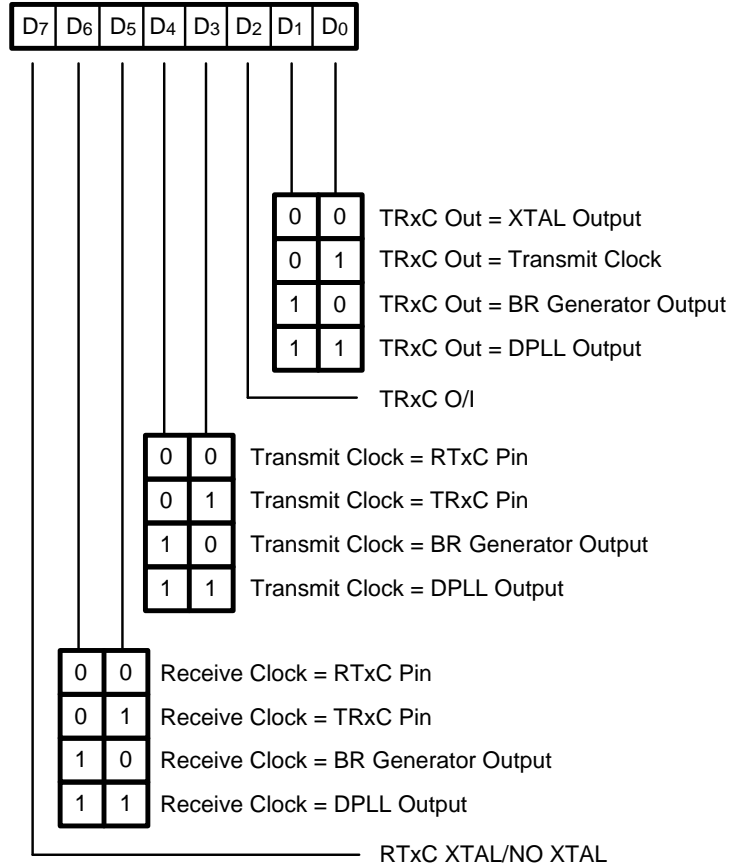 D7 D6 D5 D4 D3 D2 D1 D0
0 0 TRxC Out = XTAL Output
0 1 TRxC Out = Transmit Clock
1 0 TRxC Out = BR Generator Output
1 1 TRxC Out = DPLL Output
TRxC O/I
0 0 Transmit Clock = RTxC Pin
0 1 Transmit Clock = TRxC Pin
1 0 Transmit Clock = BR Generator Output
1 1 Transmit Clock = DPLL Output
0 0 Receive Clock = RTxC Pin
0 1 Receive Clock = TRxC Pin
1 0 Receive Clock = BR Generator Output
1 1 Receive Clock = DPLL Output
RTxC XTAL/NO XTAL